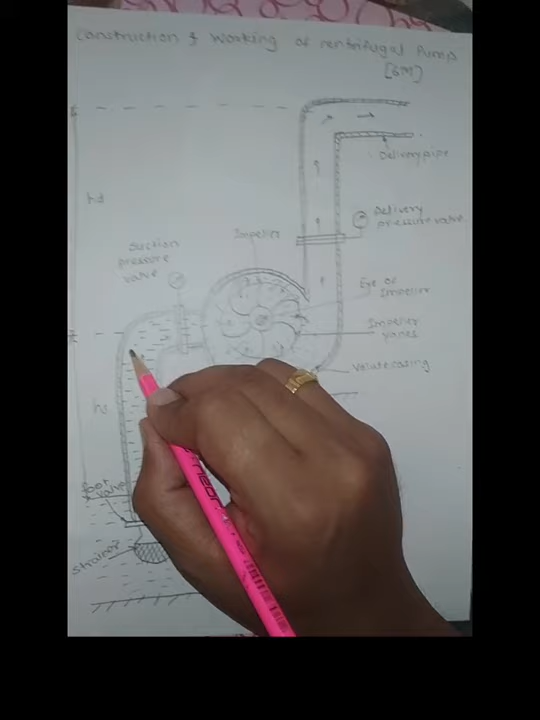 Construction & Working of centrifugal Pump
[6M]
Delivery pipe
hd
Delivery
pressure valve
Impeller
Suction
pressure
valve
Eye of
Impeller
Impeller
vanes
Volute casing
hs
foot
valve
strainer